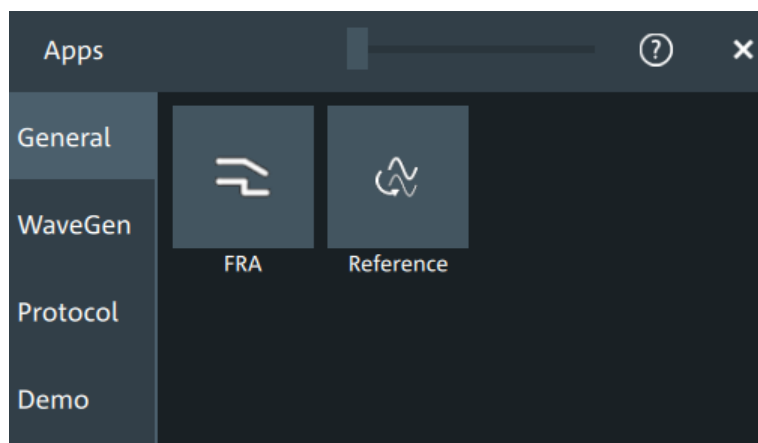 Apps
?
×
General
WaveGen
Protocol
Demo
FRA
Reference